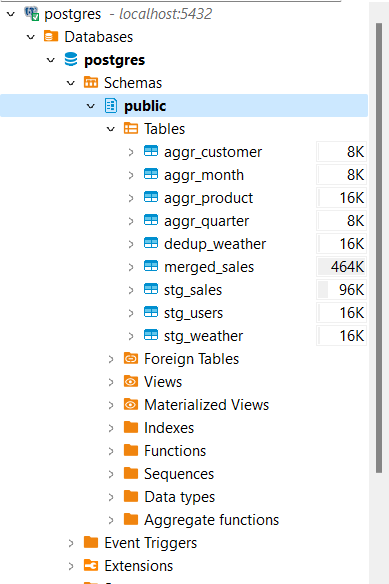 postgres - localhost:5432
Databases
postgres
Schemas
public
Tables
aggr_customer 8K
aggr_month 8K
aggr_product 16K
aggr_quarter 8K
dedup_weather 16K
merged_sales 464K
stg_sales 96K
stg_users 16K
stg_weather 16K
Foreign Tables
Views
Materialized Views
Indexes
Functions
Sequences
Data types
Aggregate functions
Event Triggers
Extensions